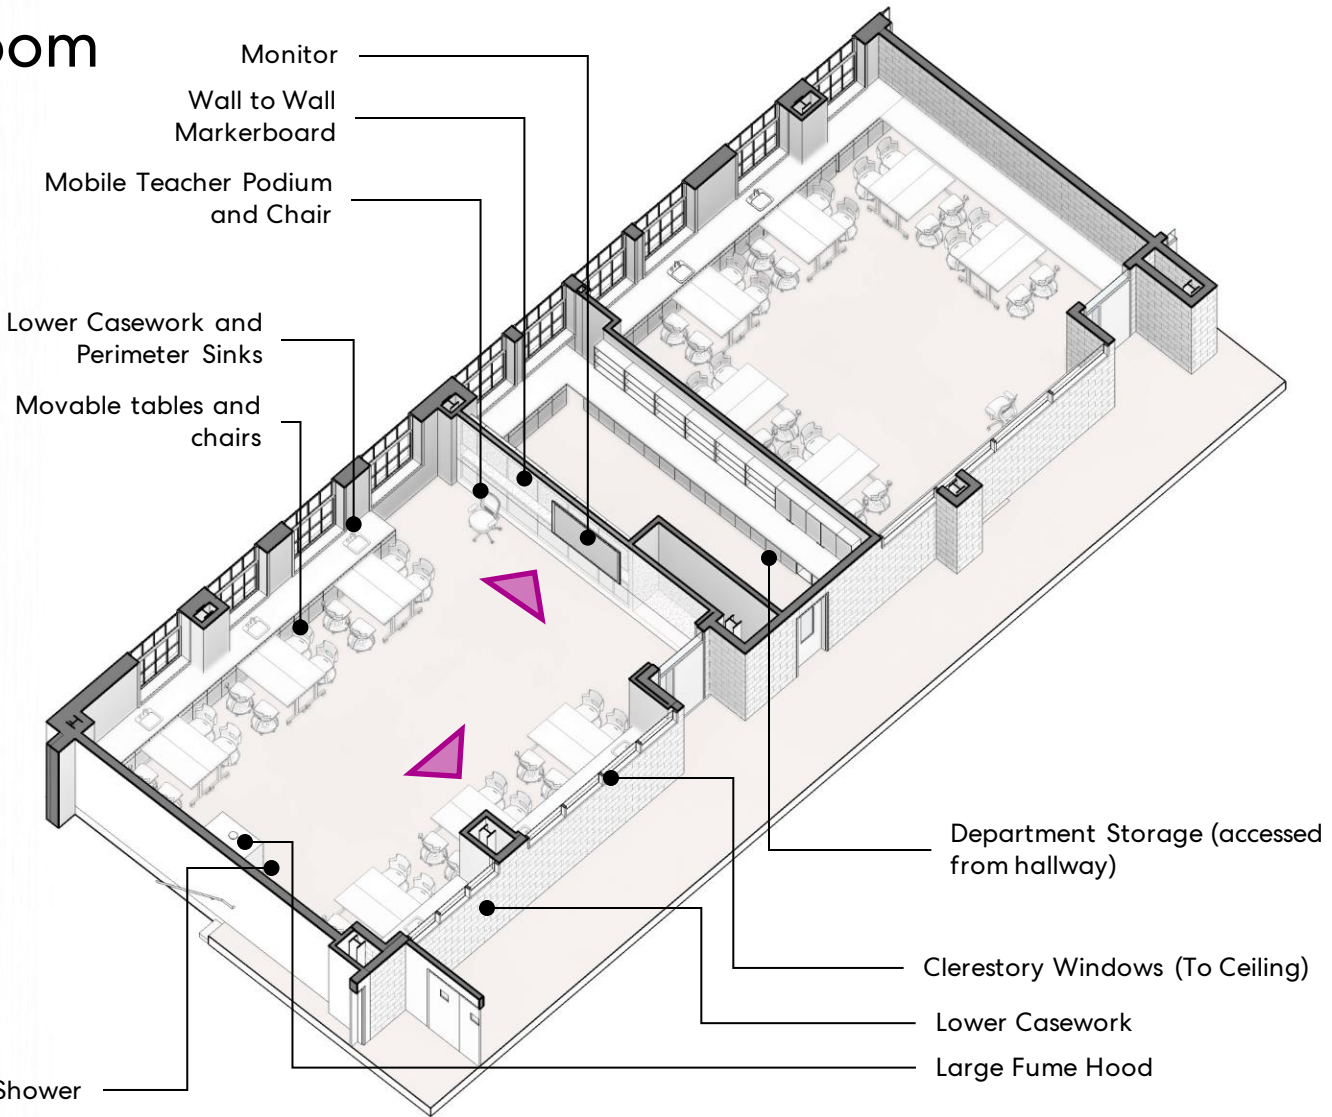 oom
Monitor
Wall to Wall
Markerboard
Mobile Teacher Podium
and Chair
Lower Casework and
Perimeter Sinks
Movable tables and
chairs
Department Storage (accessed
from hallway)
Clerestory Windows (To Ceiling)
Lower Casework
Large Fume Hood
Shower